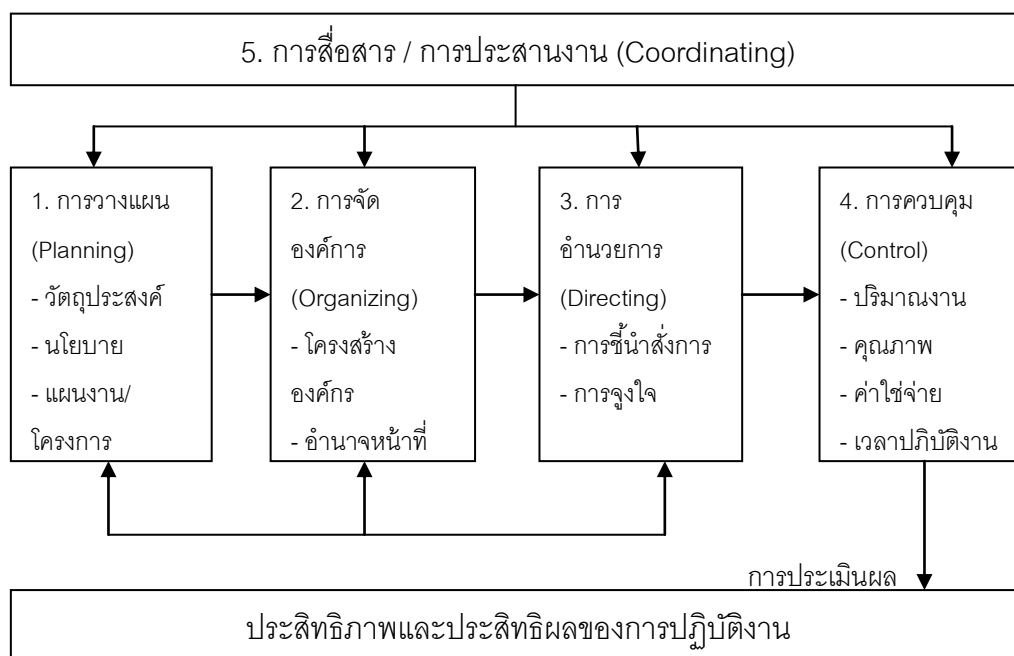 5. การสื่อสาร / การประสานงาน (Coordinating)
1. การวางแผน
(Planning)
- วัตถุประสงค์
- นโยบาย
- แผนงาน/
โครงการ
2. การจัด
องค์การ
(Organizing)
- โครงสร้าง
องค์กร
- อำนาจหน้าที่
3. การ
อำนวยการ
(Directing)
- การชี้นำสั่งการ
- การจูงใจ
4. การควบคุม
(Control)
- ปริมาณงาน
- คุณภาพ
- ค่าใช่จ่าย
- เวลาปภิบัติงาน
การประเมินผล
ประสิทธิภาพและประสิทธิผลของการปฏิบัติงาน